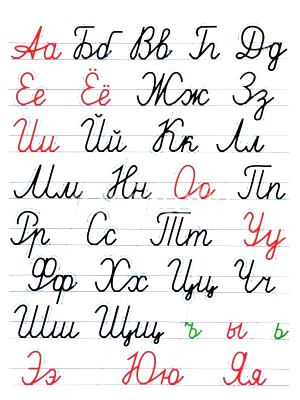 Аа Бб Вв Гг Дд
Ее Ёё Жж Зз
Ии Йй Кк Лл
Мм Нн Оо Пп
Рр Сс Тт Уу
Фф Хх Цц Чч
Шш Щщ ъ ы ь
Ээ Юю Яя